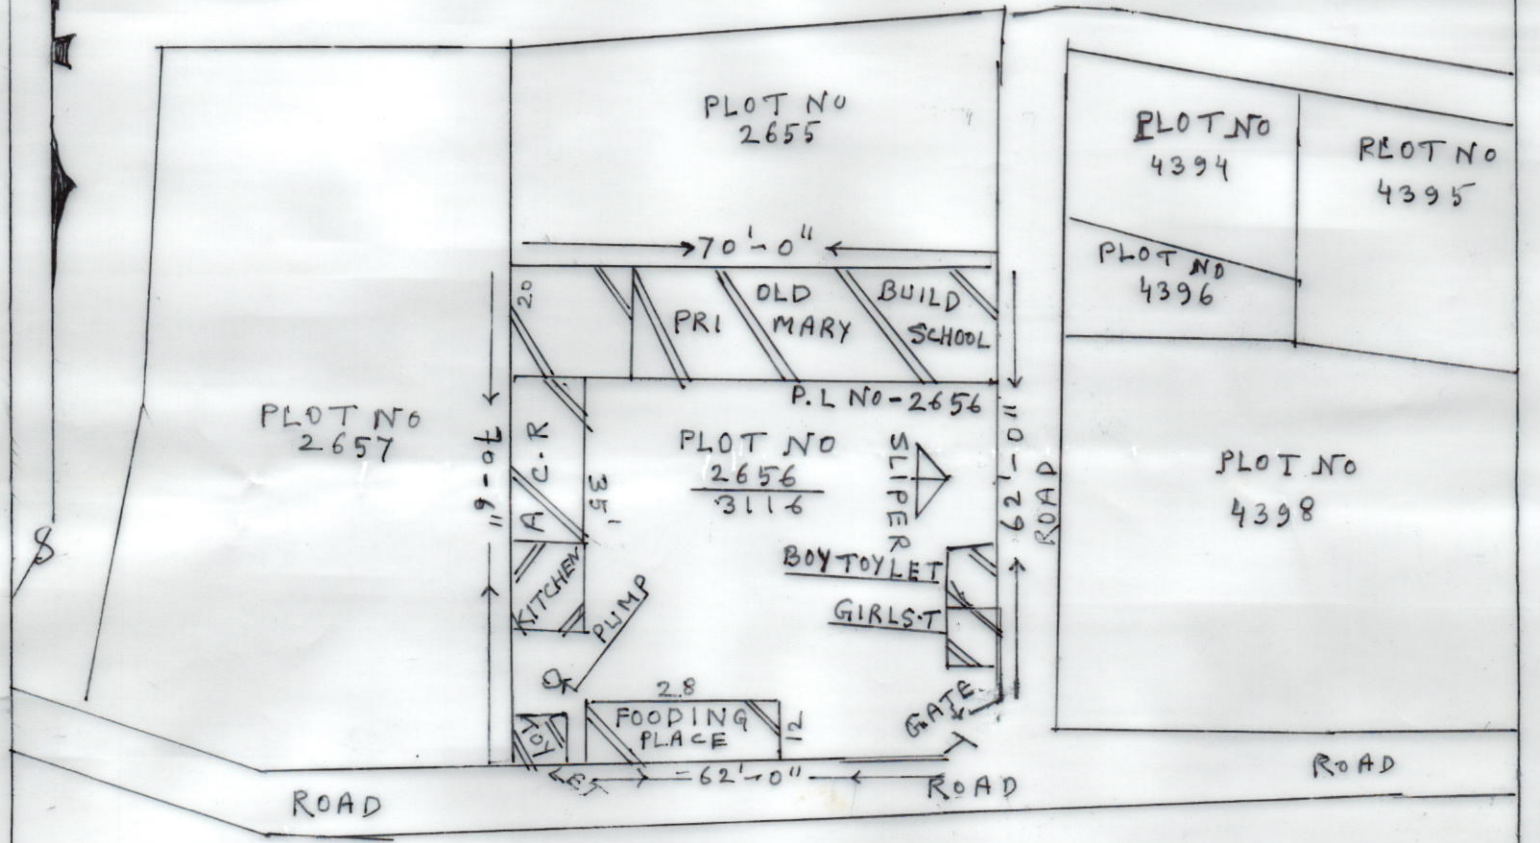 PLOT NO
2655
PLOT NO
4394
PLOT NO
4395
PLOT NO
4396
70'-0"
20
PRI
OLD
MARY
BUILD
SCHOOL
P.L NO-2656
PLOT NO
2657
70-6"
A C.R
35'
PLOT NO
2656
3116
SLIPER
62'-0"
ROAD
PLOT NO
4398
KITCHEN
PUMP
BOY TOYLET
GIRLS.T
GATE
2.8
FOODING
PLACE
12
TOY
LET
62'-0"
ROAD
ROAD
ROAD
S